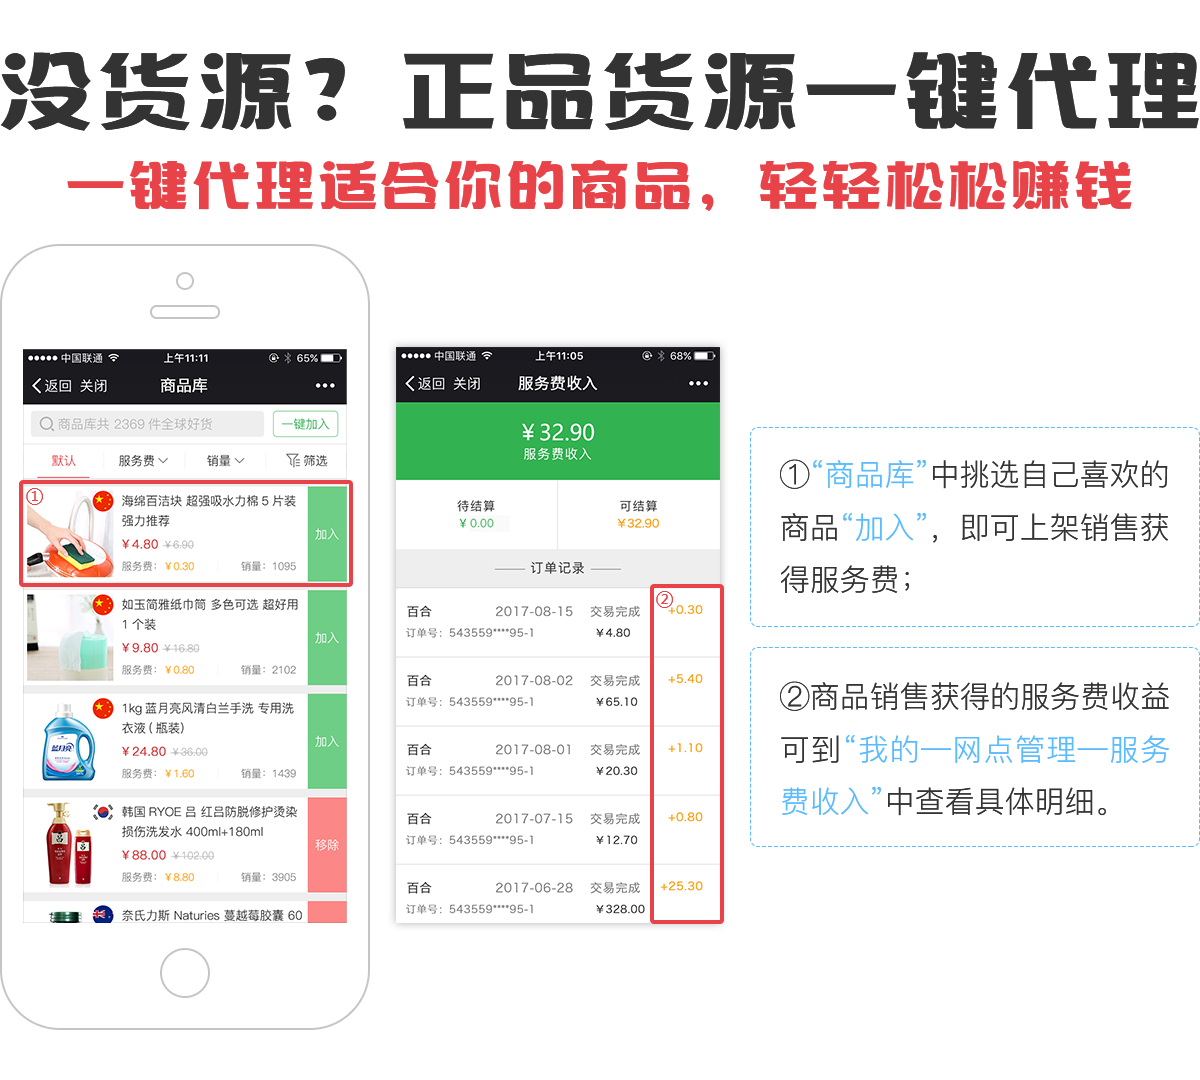 没货源？正品货源一键代理
一键代理适合你的商品，轻轻松松赚钱
中国联通 上午11:11 65%
返回 关闭 商品库
商品库共 2369 件全球好货 一键加入
默认 服务费 销量 筛选
①
海绵百洁块 超强吸水力棉 5 片装
强力推荐
¥4.80 ¥6.90
服务费：¥0.30 销量：1095
加入
如玉简雅纸巾筒 多色可选 超好用
1 个装
¥9.80 ¥16.80
服务费：¥0.80 销量：2102
加入
1kg 蓝月亮风清白兰手洗 专用洗
衣液 ( 瓶装）
¥24.80 ¥36.00
服务费：¥1.60 销量：1439
加入
蓝月亮
韩国 RYOE 吕 红吕防脱修护烫染
损伤洗发水 400ml+180ml
¥88.00 ¥102.00
服务费：¥8.80 销量：3905
移除
吕
吕
奈氏力斯 Naturies 蔓越莓胶囊 60
中国联通 上午11:05 68%
返回 关闭 服务费收入
¥32.90
服务费收入
待结算 可结算
¥0.00 ¥32.90
订单记录
②
百合 2017-08-15 交易完成 +0.30
订单号：543559****95-1 ¥4.80
百合 2017-08-02 交易完成 +5.40
订单号：543559****95-1 ¥65.10
百合 2017-08-01 交易完成 +1.10
订单号：543559****95-1 ¥20.30
百合 2017-07-15 交易完成 +0.80
订单号：543559****95-1 ¥12.70
百合 2017-06-28 交易完成 +25.30
订单号：543559****95-1 ¥328.00
①“商品库”中挑选自己喜欢的
商品“加入”，即可上架销售获
得服务费；
②商品销售获得的服务费收益
可到“我的—网点管理—服务
费收入”中查看具体明细。